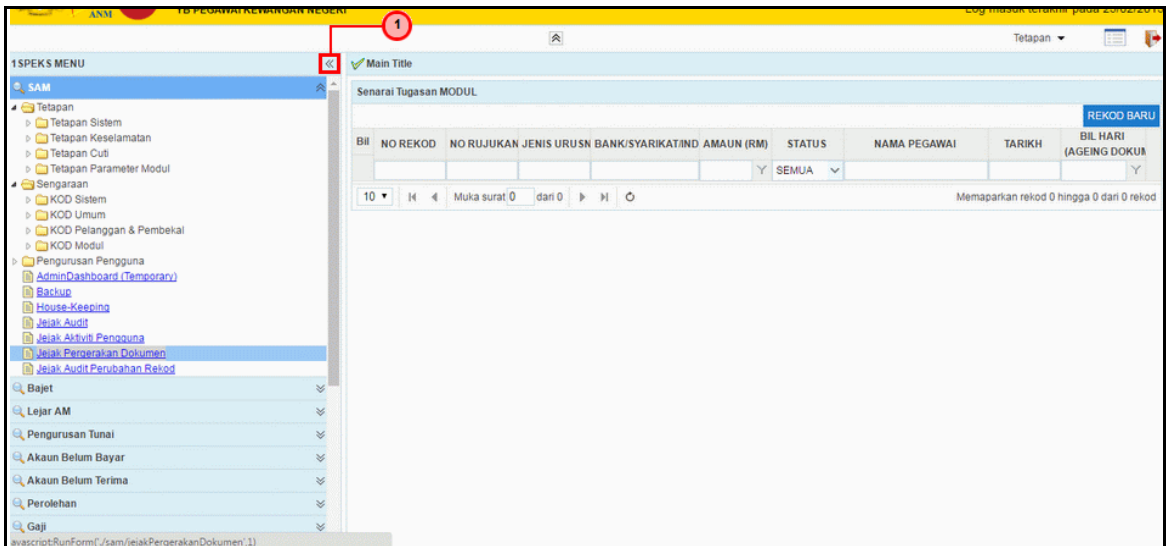 ANM YB PEGAWAI KEWANGAN NEGERI Log masuk terakhir pada 25/02/2015
1
Tetapan
1SPEKS MENU
Main Title
SAM
Senarai Tugasan MODUL
Tetapan
Tetapan Sistem
REKOD BARU
Tetapan Keselamatan
Tetapan Cuti
Tetapan Parameter Modul
Bil NO REKOD NO RUJUKAN JENIS URUSN BANK/SYARIKAT/IND AMAUN (RM) STATUS NAMA PEGAWAI TARIKH BIL HARI
(AGEING DOKUM
SEMUA
Sengaraan
KOD Sistem
10 Muka surat 0 dari 0 Memaparkan rekod 0 hingga 0 dari 0 rekod
KOD Umum
KOD Pelanggan & Pembekal
KOD Modul
Pengurusan Pengguna
AdminDashboard (Temporary)
Backup
House-Keeping
Jejak Audit
Jejak Aktiviti Pengguna
Jejak Pergerakan Dokumen
Jejak Audit Perubahan Rekod
Bajet
Lejar AM
Pengurusan Tunai
Akaun Belum Bayar
Akaun Belum Terima
Perolehan
Gaji
avascript:RunForm('./sam/jejakPergerakanDokumen',1)